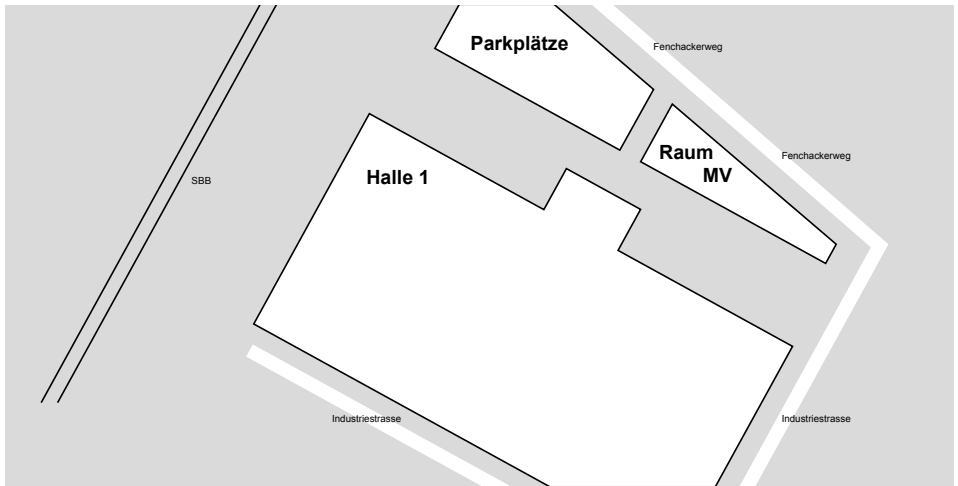 Parkplätze
Fenchackerweg
Raum
MV
Fenchackerweg
Halle 1
SBB
Industriestrasse
Industriestrasse